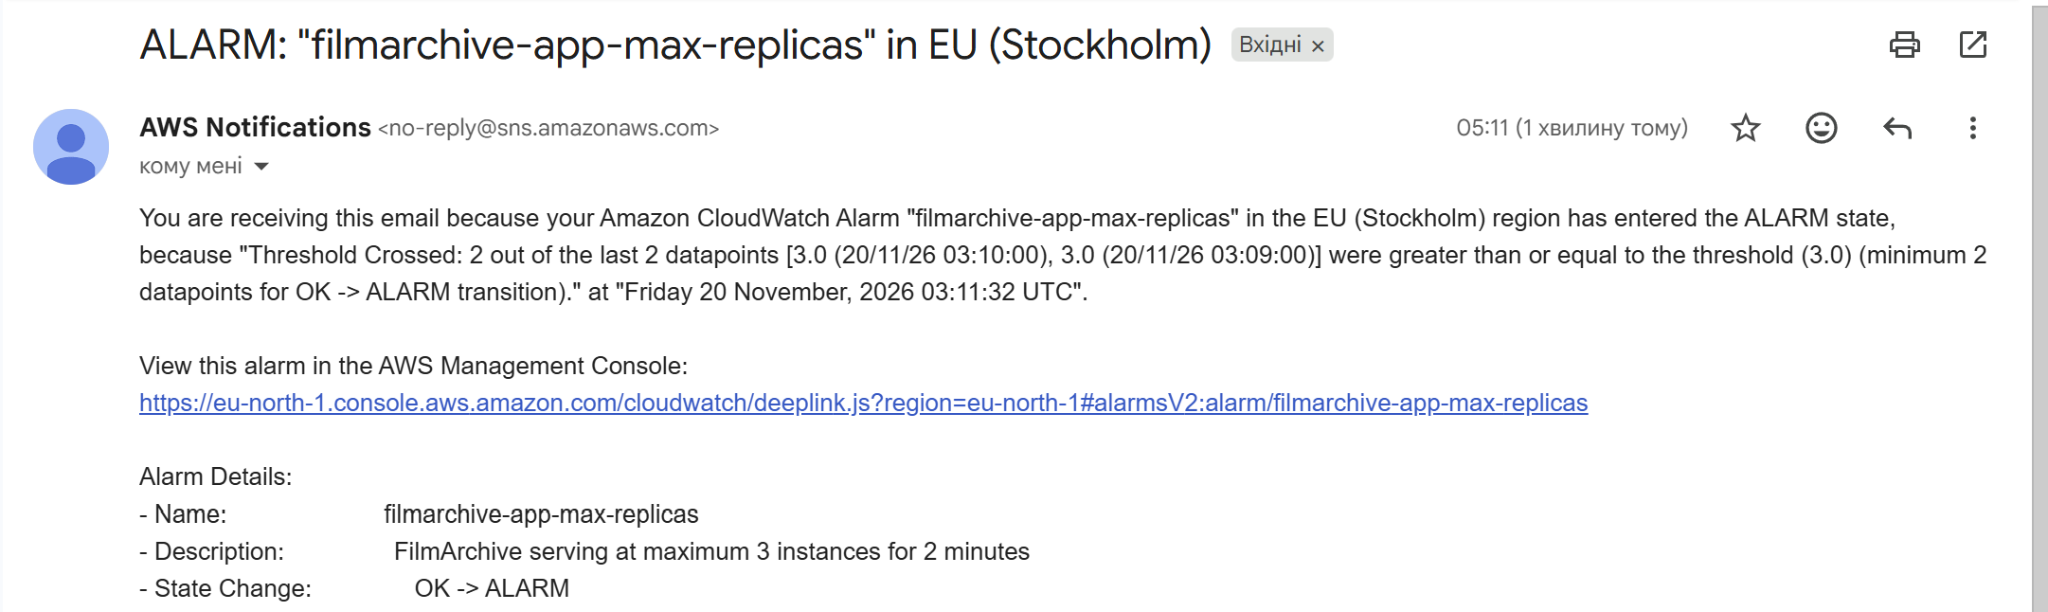 ALARM: "filmarchive-app-max-replicas" in EU (Stockholm) Вхідні ×
AWS Notifications <no-reply@sns.amazonaws.com> 05:11 (1 хвилину тому)
кому мені
You are receiving this email because your Amazon CloudWatch Alarm "filmarchive-app-max-replicas" in the EU (Stockholm) region has entered the ALARM state,
because "Threshold Crossed: 2 out of the last 2 datapoints [3.0 (20/11/26 03:10:00), 3.0 (20/11/26 03:09:00)] were greater than or equal to the threshold (3.0) (minimum 2
datapoints for OK -> ALARM transition)." at "Friday 20 November, 2026 03:11:32 UTC".
View this alarm in the AWS Management Console:
https://eu-north-1.console.aws.amazon.com/cloudwatch/deeplink.js?region=eu-north-1#alarmsV2:alarm/filmarchive-app-max-replicas
Alarm Details:
- Name: filmarchive-app-max-replicas
- Description: FilmArchive serving at maximum 3 instances for 2 minutes
- State Change: OK -> ALARM